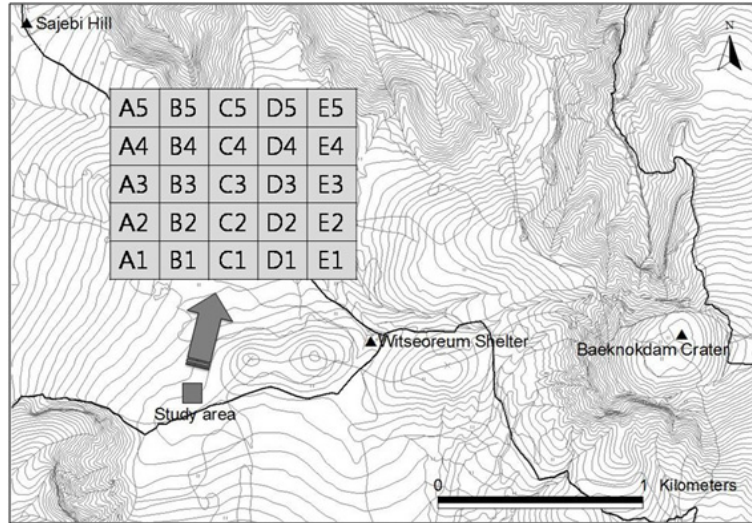 Sajebi Hill
N
A5 B5 C5 D5 E5
A4 B4 C4 D4 E4
A3 B3 C3 D3 E3
A2 B2 C2 D2 E2
A1 B1 C1 D1 E1
Witseoreum Shelter
Baeknokdam Crater
Study area
0 1 Kilometers